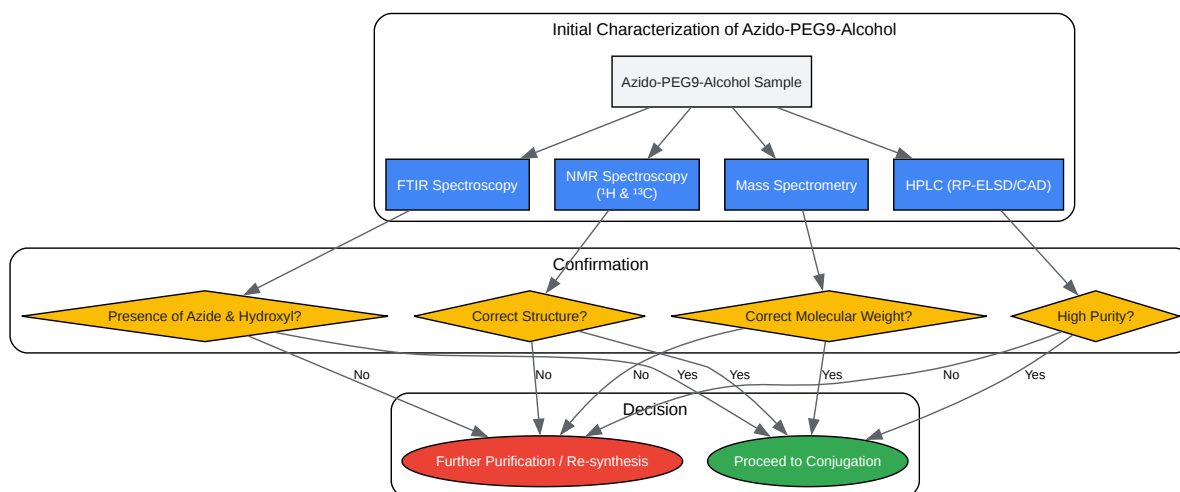 Initial Characterization of Azido-PEG9-Alcohol
Azido-PEG9-Alcohol Sample
FTIR Spectroscopy
NMR Spectroscopy
(¹H & ¹³C)
Mass Spectrometry
HPLC (RP-ELSD/CAD)
Confirmation
Presence of Azide & Hydroxyl?
Correct Structure?
Correct Molecular Weight?
High Purity?
No
No
No
Yes
Yes
Yes
No
Yes
Decision
Further Purification / Re-synthesis
Proceed to Conjugation